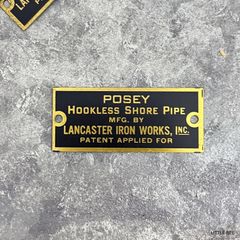 POSEY
HOOKLESS SHORE PIPE
MFG. BY
LANCASTER IRON WORKS, INC.
PATENT APPLIED FOR